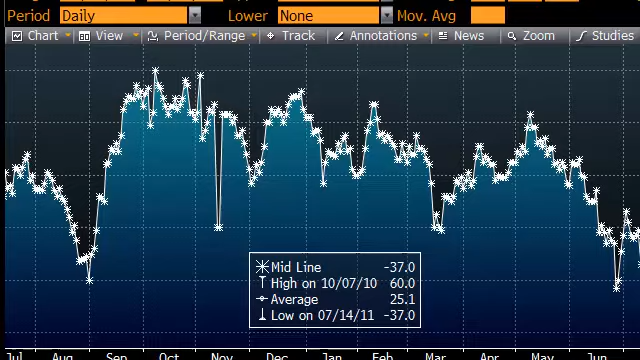 Period Daily Lower None Mov. Avg
Chart View Period/Range Track Annotations News Zoom Studies
Mid Line -37.0
High on 10/07/10 60.0
Average 25.1
Low on 07/14/11 -37.0
Jul Aug Sep Oct Nov Dec Jan Feb Mar Apr May Jun